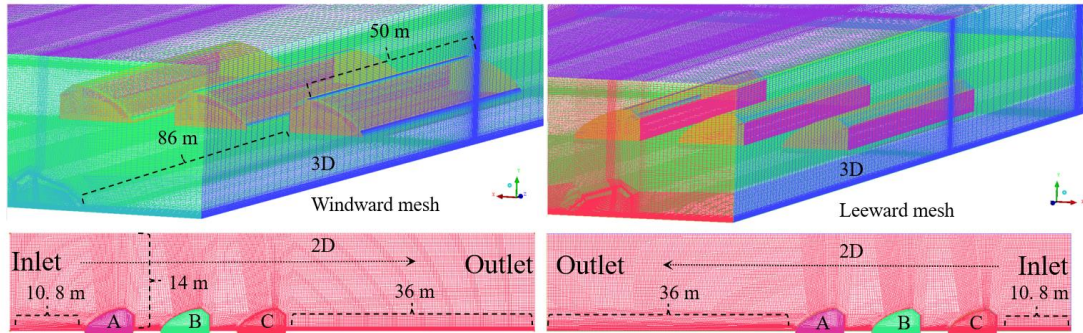 50 m
86 m
3D
Windward mesh
3D
Leeward mesh
2D
Inlet
Outlet
14 m
10. 8 m
36 m
A
B
C
2D
Outlet
Inlet
36 m
10. 8 m
A
B
C